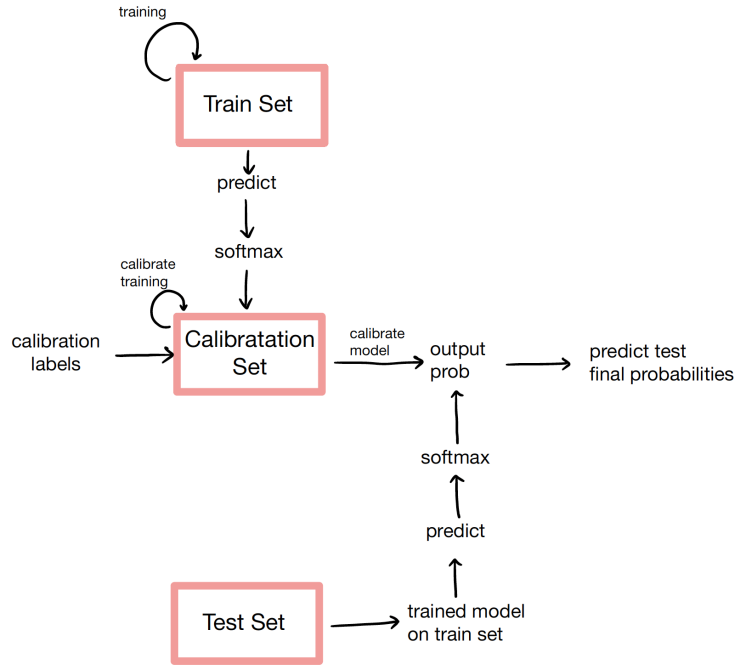 training
Train Set
predict
softmax
calibrate
training
calibration
labels
Calibratation
Set
calibrate
model
output
prob
predict test
final probabilities
softmax
predict
Test Set
trained model
on train set